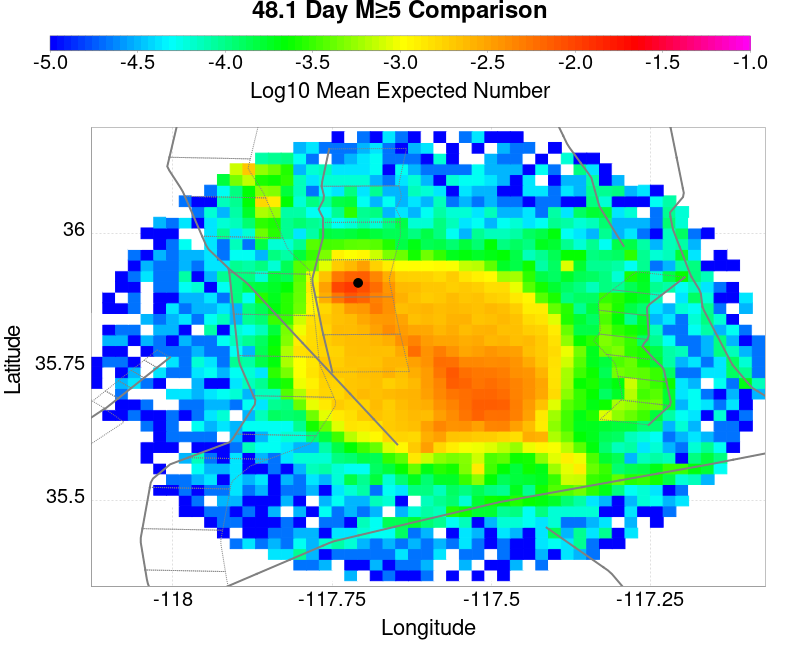 48.1 Day M≥5 Comparison
-5.0 -4.5 -4.0 -3.5 -3.0 -2.5 -2.0 -1.5 -1.0
Log10 Mean Expected Number
36
35.75
35.5
Latitude
-118 -117.75 -117.5 -117.25
Longitude